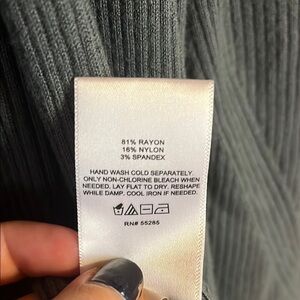 81% RAYON
16% NYLON
3% SPANDEX
HAND WASH COLD SEPARATELY
ONLY NON-CHLORINE BLEACH WHEN
NEEDED, LAY FLAT TO DRY. RESHAPE
WHILE DAMP. COOL IRON IF NEEDED.
RN# 55285